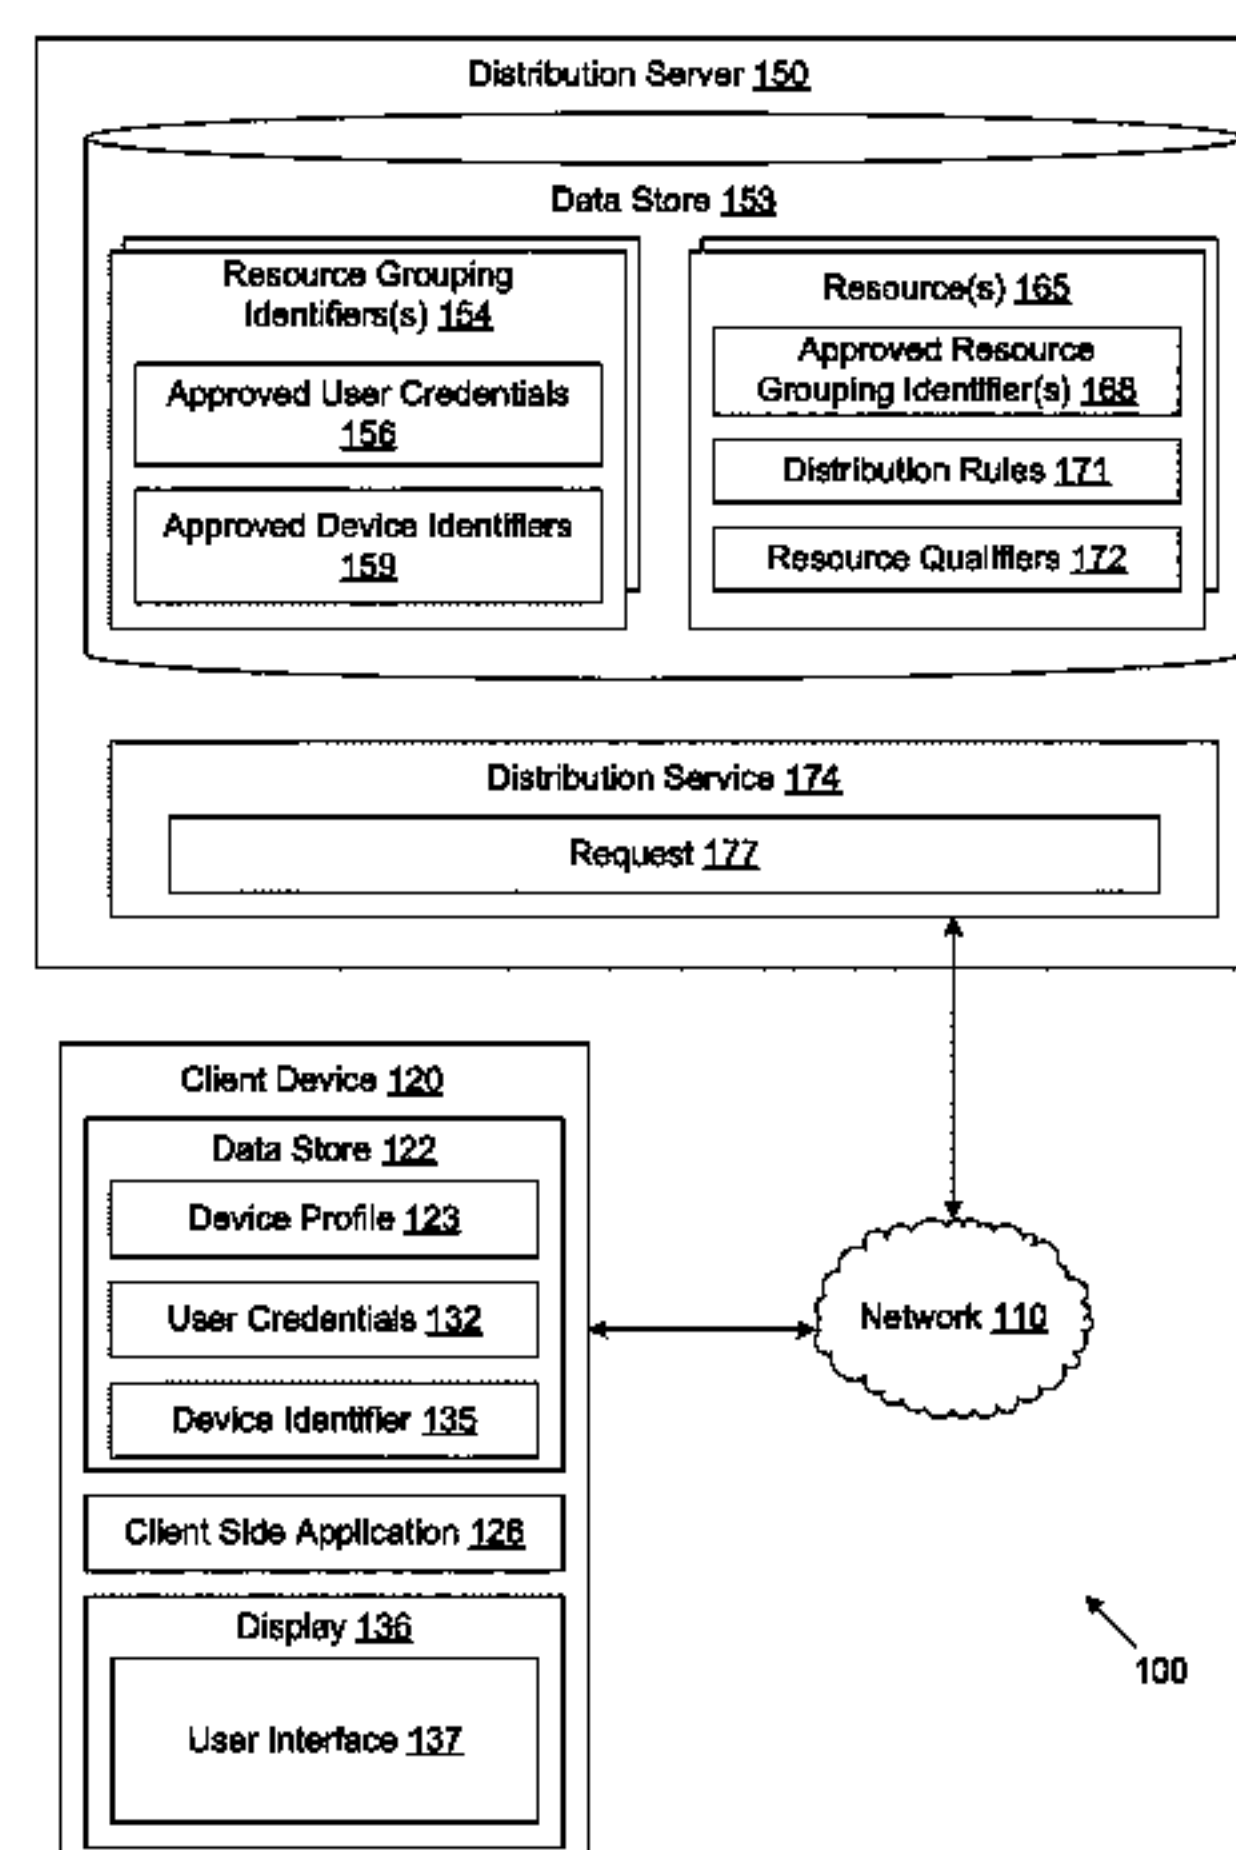 Distribution Server 150
Data Store 153
Resource Grouping
Identifiers(s) 154
Approved User Credentials
156
Approved Device Identifiers
159
Resource(s) 165
Approved Resource
Grouping Identifier(s) 168
Distribution Rules 171
Resource Qualifiers 172
Distribution Service 174
Request 177
Client Device 120
Data Store 122
Device Profile 123
User Credentials 132
Device Identifier 135
Client Side Application 126
Display 136
User Interface 137
Network 110
100